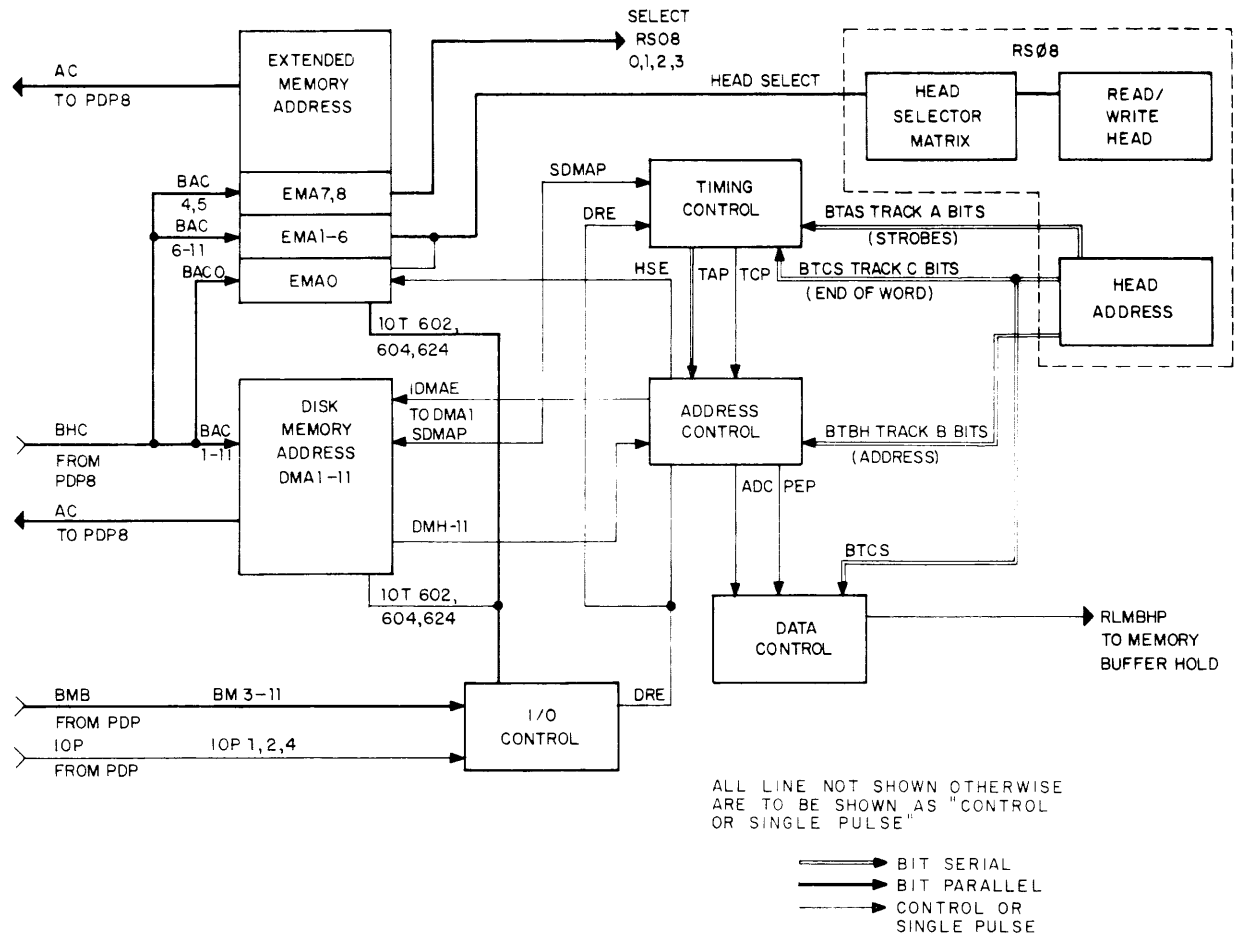 SELECT
RS08
0,1,2,3
EXTENDED
MEMORY
ADDRESS
AC
TO PDP8
HEAD SELECT
RSØ8
HEAD
SELECTOR
MATRIX
READ/
WRITE
HEAD
BAC
4,5
EMA7,8
BAC
6-11
EMA1-6
BACO
EMAO
SDMAP
DRE
TIMING
CONTROL
BTAS TRACK A BITS
(STROBES)
HSE
TAP
TCP
BTCS TRACK C BITS
(END OF WORD)
HEAD
ADDRESS
IOT 602,
604,624
BHC
FROM
PDP8
BAC
1-11
DISK
MEMORY
ADDRESS
DMA1-11
IDMAE
TO DMA1
SDMAP
ADDRESS
CONTROL
BTBH TRACK B BITS
(ADDRESS)
AC
TO PDP8
DMH-11
ADC
PEP
BTCS
IOT 602,
604,624
DATA
CONTROL
RLMBHP
TO MEMORY
BUFFER HOLD
BMB
FROM PDP
BM 3-11
IOP
FROM PDP
IOP 1,2,4
I/O
CONTROL
DRE
ALL LINE NOT SHOWN OTHERWISE
ARE TO BE SHOWN AS "CONTROL
OR SINGLE PULSE"
BIT SERIAL
BIT PARALLEL
CONTROL OR
SINGLE PULSE